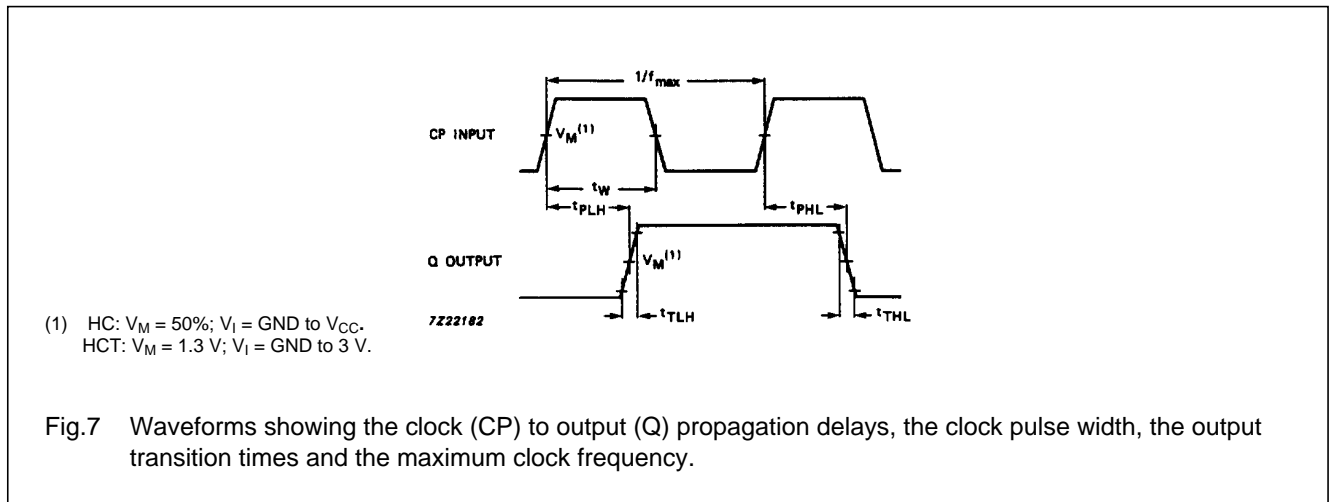 1/fmax
CP INPUT
VM(1)
tW
tPLH
tPHL
Q OUTPUT
VM(1)
tTLH
tTHL
7Z22182
(1) HC: VM = 50%; VI = GND to VCC.
HCT: VM = 1.3 V; VI = GND to 3 V.
Fig.7 Waveforms showing the clock (CP) to output (Q) propagation delays, the clock pulse width, the output
transition times and the maximum clock frequency.